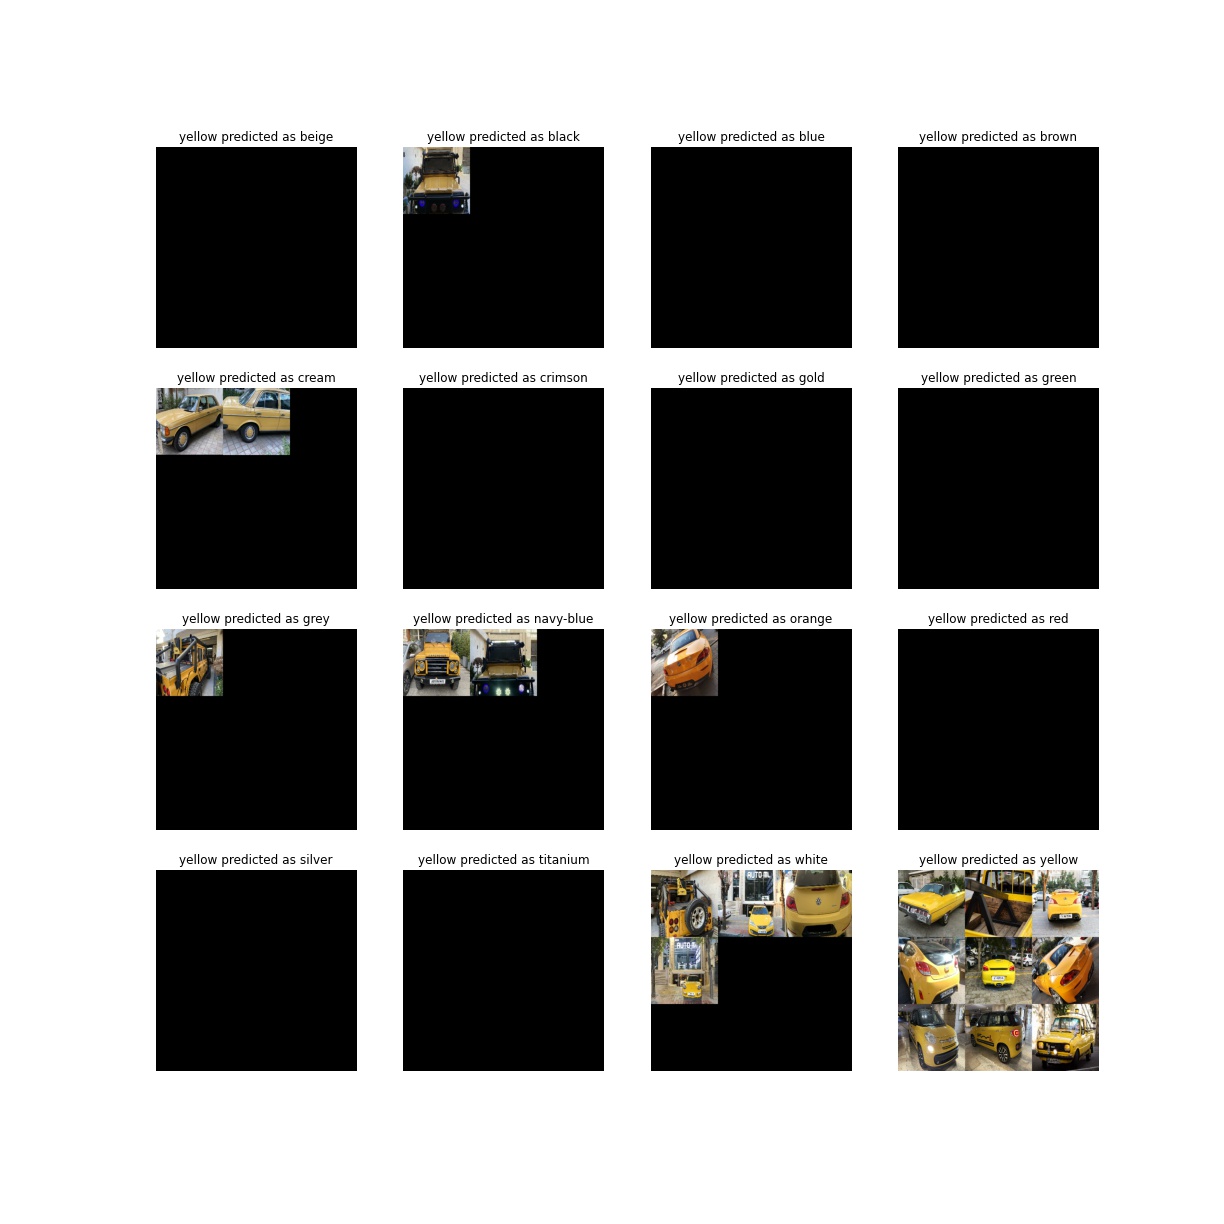 yellow predicted as beige
yellow predicted as black
yellow predicted as blue
yellow predicted as brown
yellow predicted as cream
yellow predicted as crimson
yellow predicted as gold
yellow predicted as green
yellow predicted as grey
yellow predicted as navy-blue
yellow predicted as orange
yellow predicted as red
yellow predicted as silver
yellow predicted as titanium
yellow predicted as white
yellow predicted as yellow